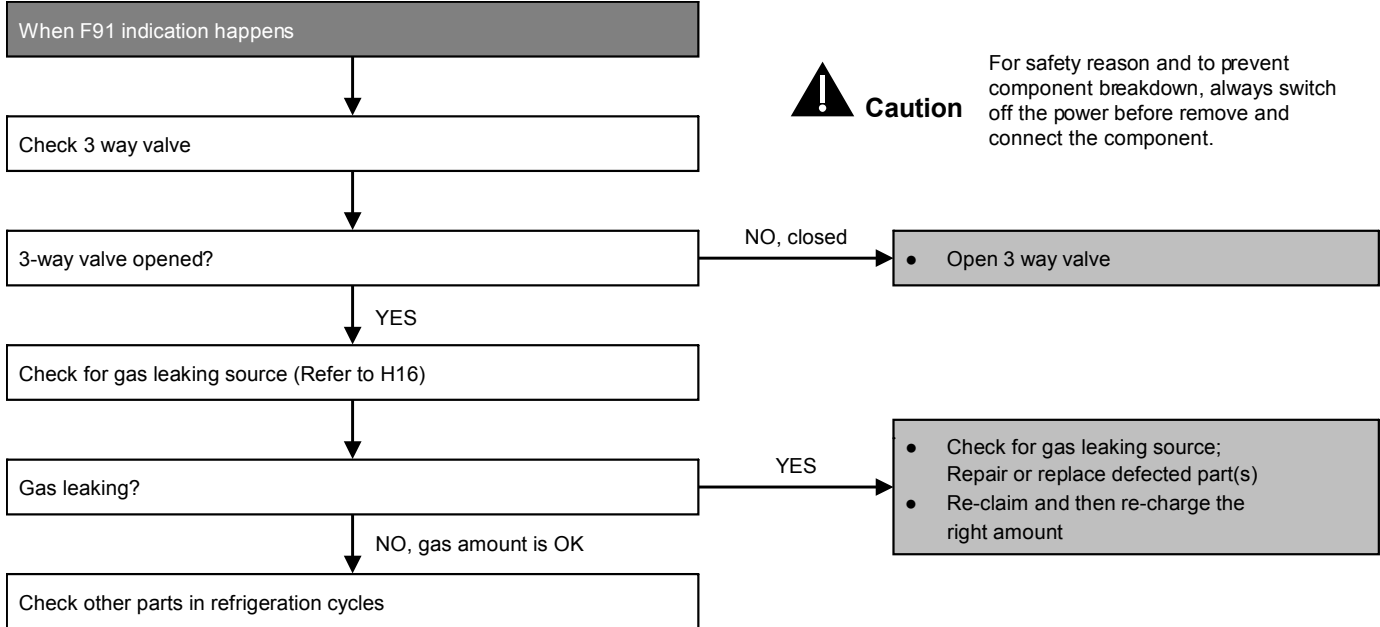 When F91 indication happens
Caution
For safety reason and to prevent
component breakdown, always switch
off the power before remove and
connect the component.
Check 3 way valve
3-way valve opened?
NO, closed
● Open 3 way valve
YES
Check for gas leaking source (Refer to H16)
Gas leaking?
YES
● Check for gas leaking source;
Repair or replace defected part(s)
● Re-claim and then re-charge the
right amount
NO, gas amount is OK
Check other parts in refrigeration cycles